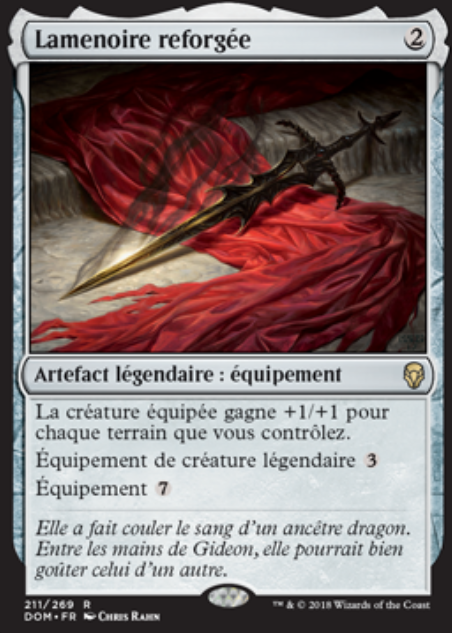 Lamenoire reforgée 2
Artefact légendaire : équipement
La créature équipée gagne +1/+1 pour
chaque terrain que vous contrôlez.
Équipement de créature légendaire 3
Équipement 7
Elle a fait couler le sang d'un ancêtre dragon.
Entre les mains de Gideon, elle pourrait bien
goûter celui d'un autre.
211/269 R
DOM • FR Chris Rahn
™ & © 2018 Wizards of the Coast